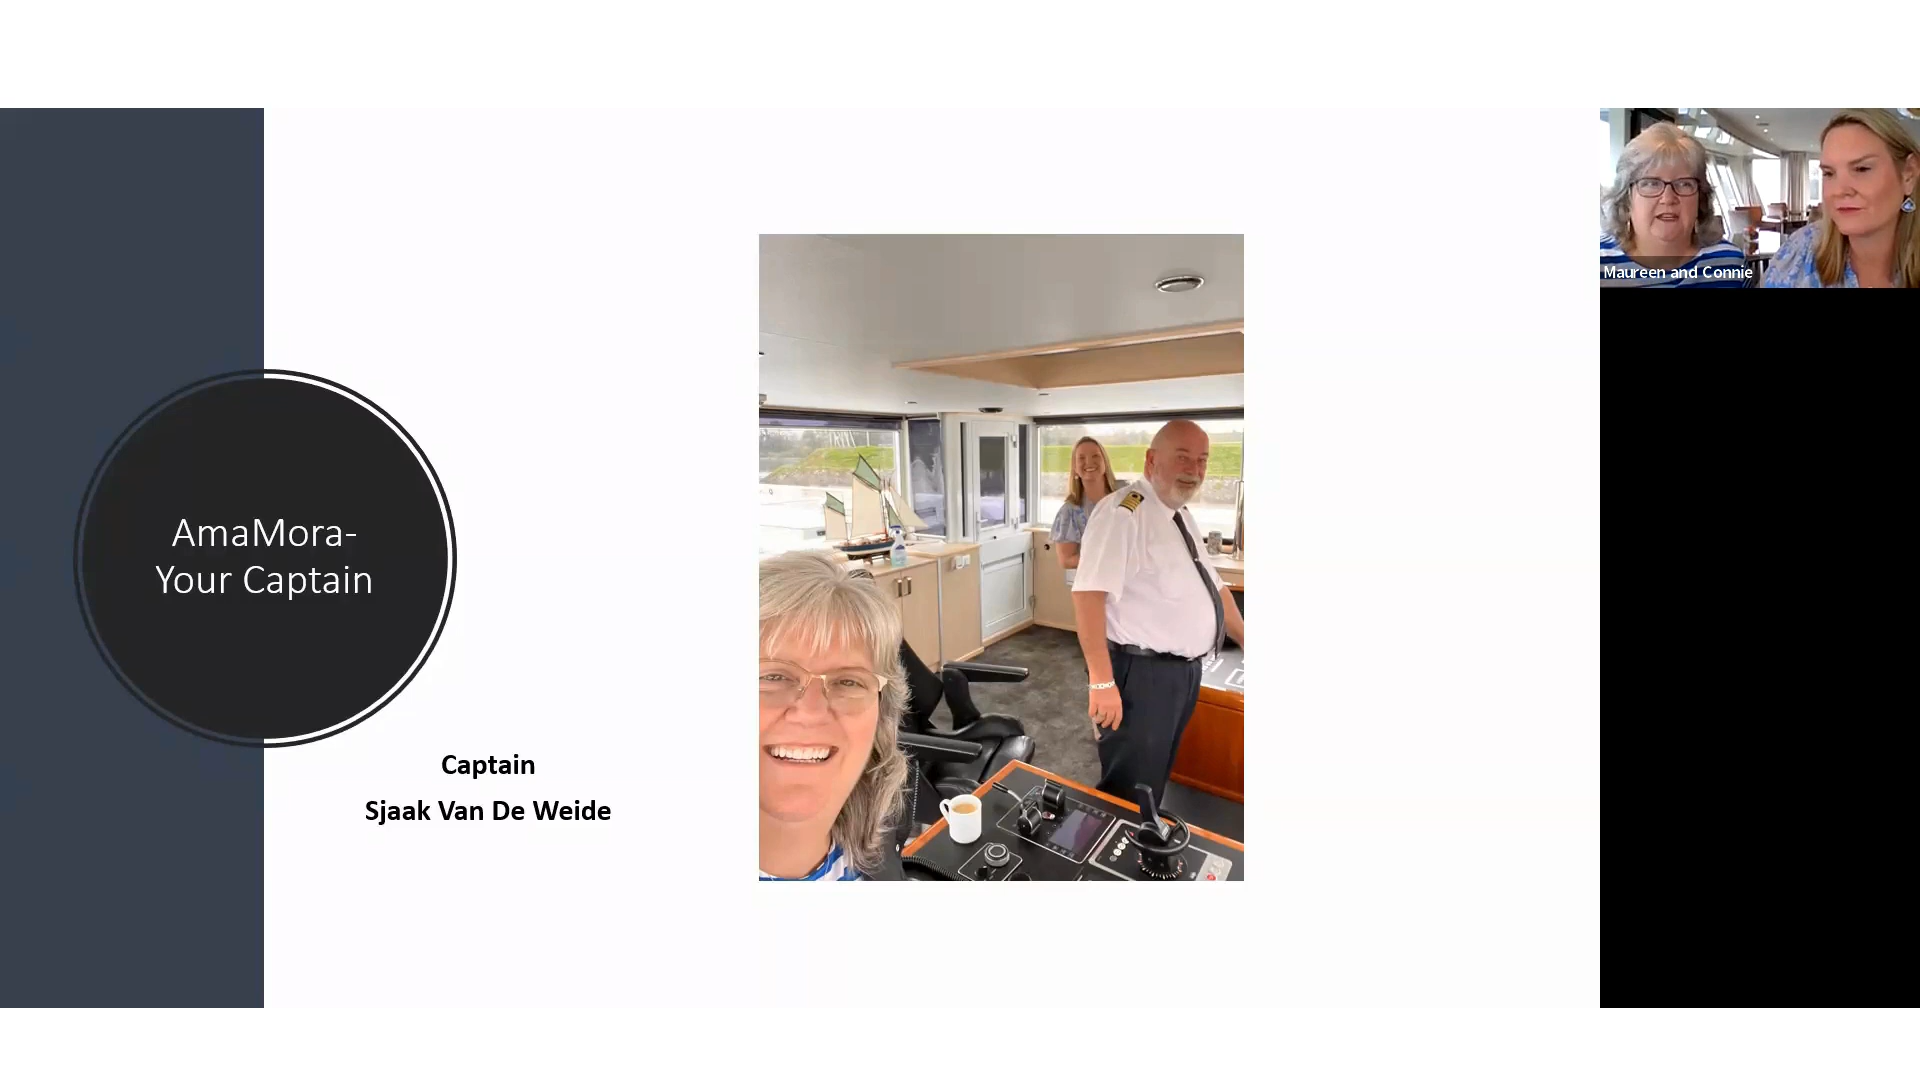 AmaMora-
Your Captain
Captain
Sjaak Van De Weide
Maureen and Connie